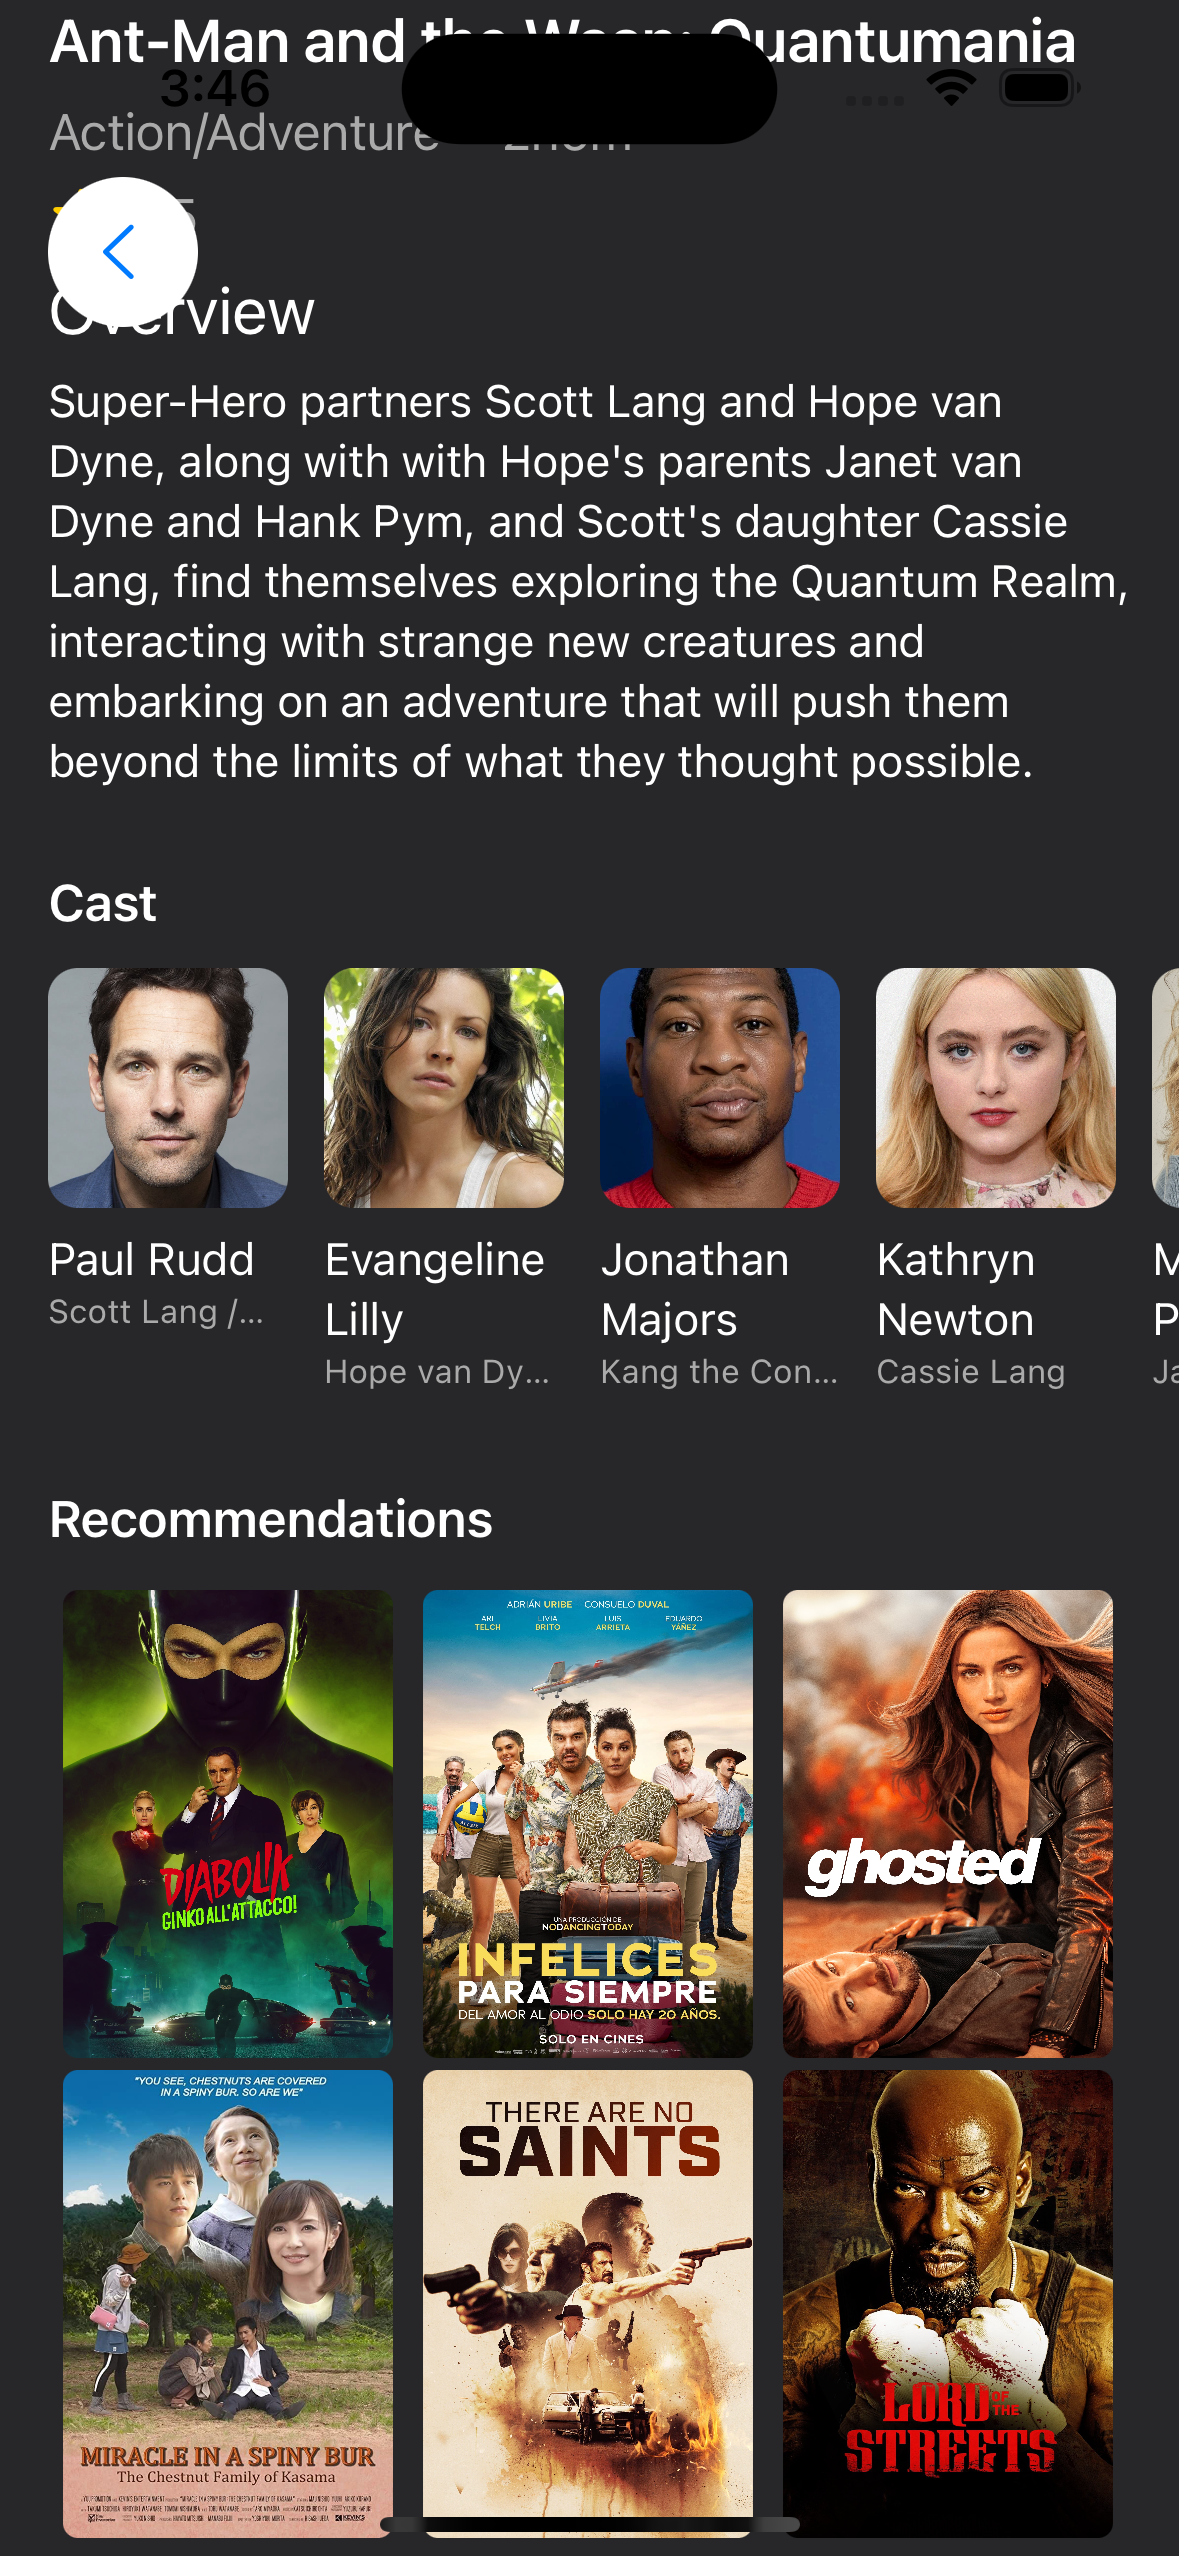 Ant-Man and the Wasp: Quantumania
3:46
Action/Adventure
Overview
Super-Hero partners Scott Lang and Hope van
Dyne, along with with Hope's parents Janet van
Dyne and Hank Pym, and Scott's daughter Cassie
Lang, find themselves exploring the Quantum Realm,
interacting with strange new creatures and
embarking on an adventure that will push them
beyond the limits of what they thought possible.
Cast
Paul Rudd
Scott Lang /...
Evangeline
Lilly
Hope van Dy...
Jonathan
Majors
Kang the Con...
Kathryn
Newton
Cassie Lang
M
P
Ja
Recommendations
DIABOLIK
GINKO ALL'ATTACCO!
ADRIÁN URIBE CONSUELO DUVAL
ARI TELCH LIVIA BRITO LUIS ARRIETA EDUARDO YAÑEZ
UNA PRODUCCIÓN DE
NODANCINGTODAY
INFELICES
PARA SIEMPRE
DEL AMOR AL ODIO SOLO HAY 20 AÑOS.
SOLO EN CINES
ghosted
"YOU SEE, CHESTNUTS ARE COVERED
IN A SPINY BUR. SO ARE WE"
MIRACLE IN A SPINY BUR
The Chestnut Family of Kasama
THERE ARE NO
SAINTS
LORD OF THE
STREETS